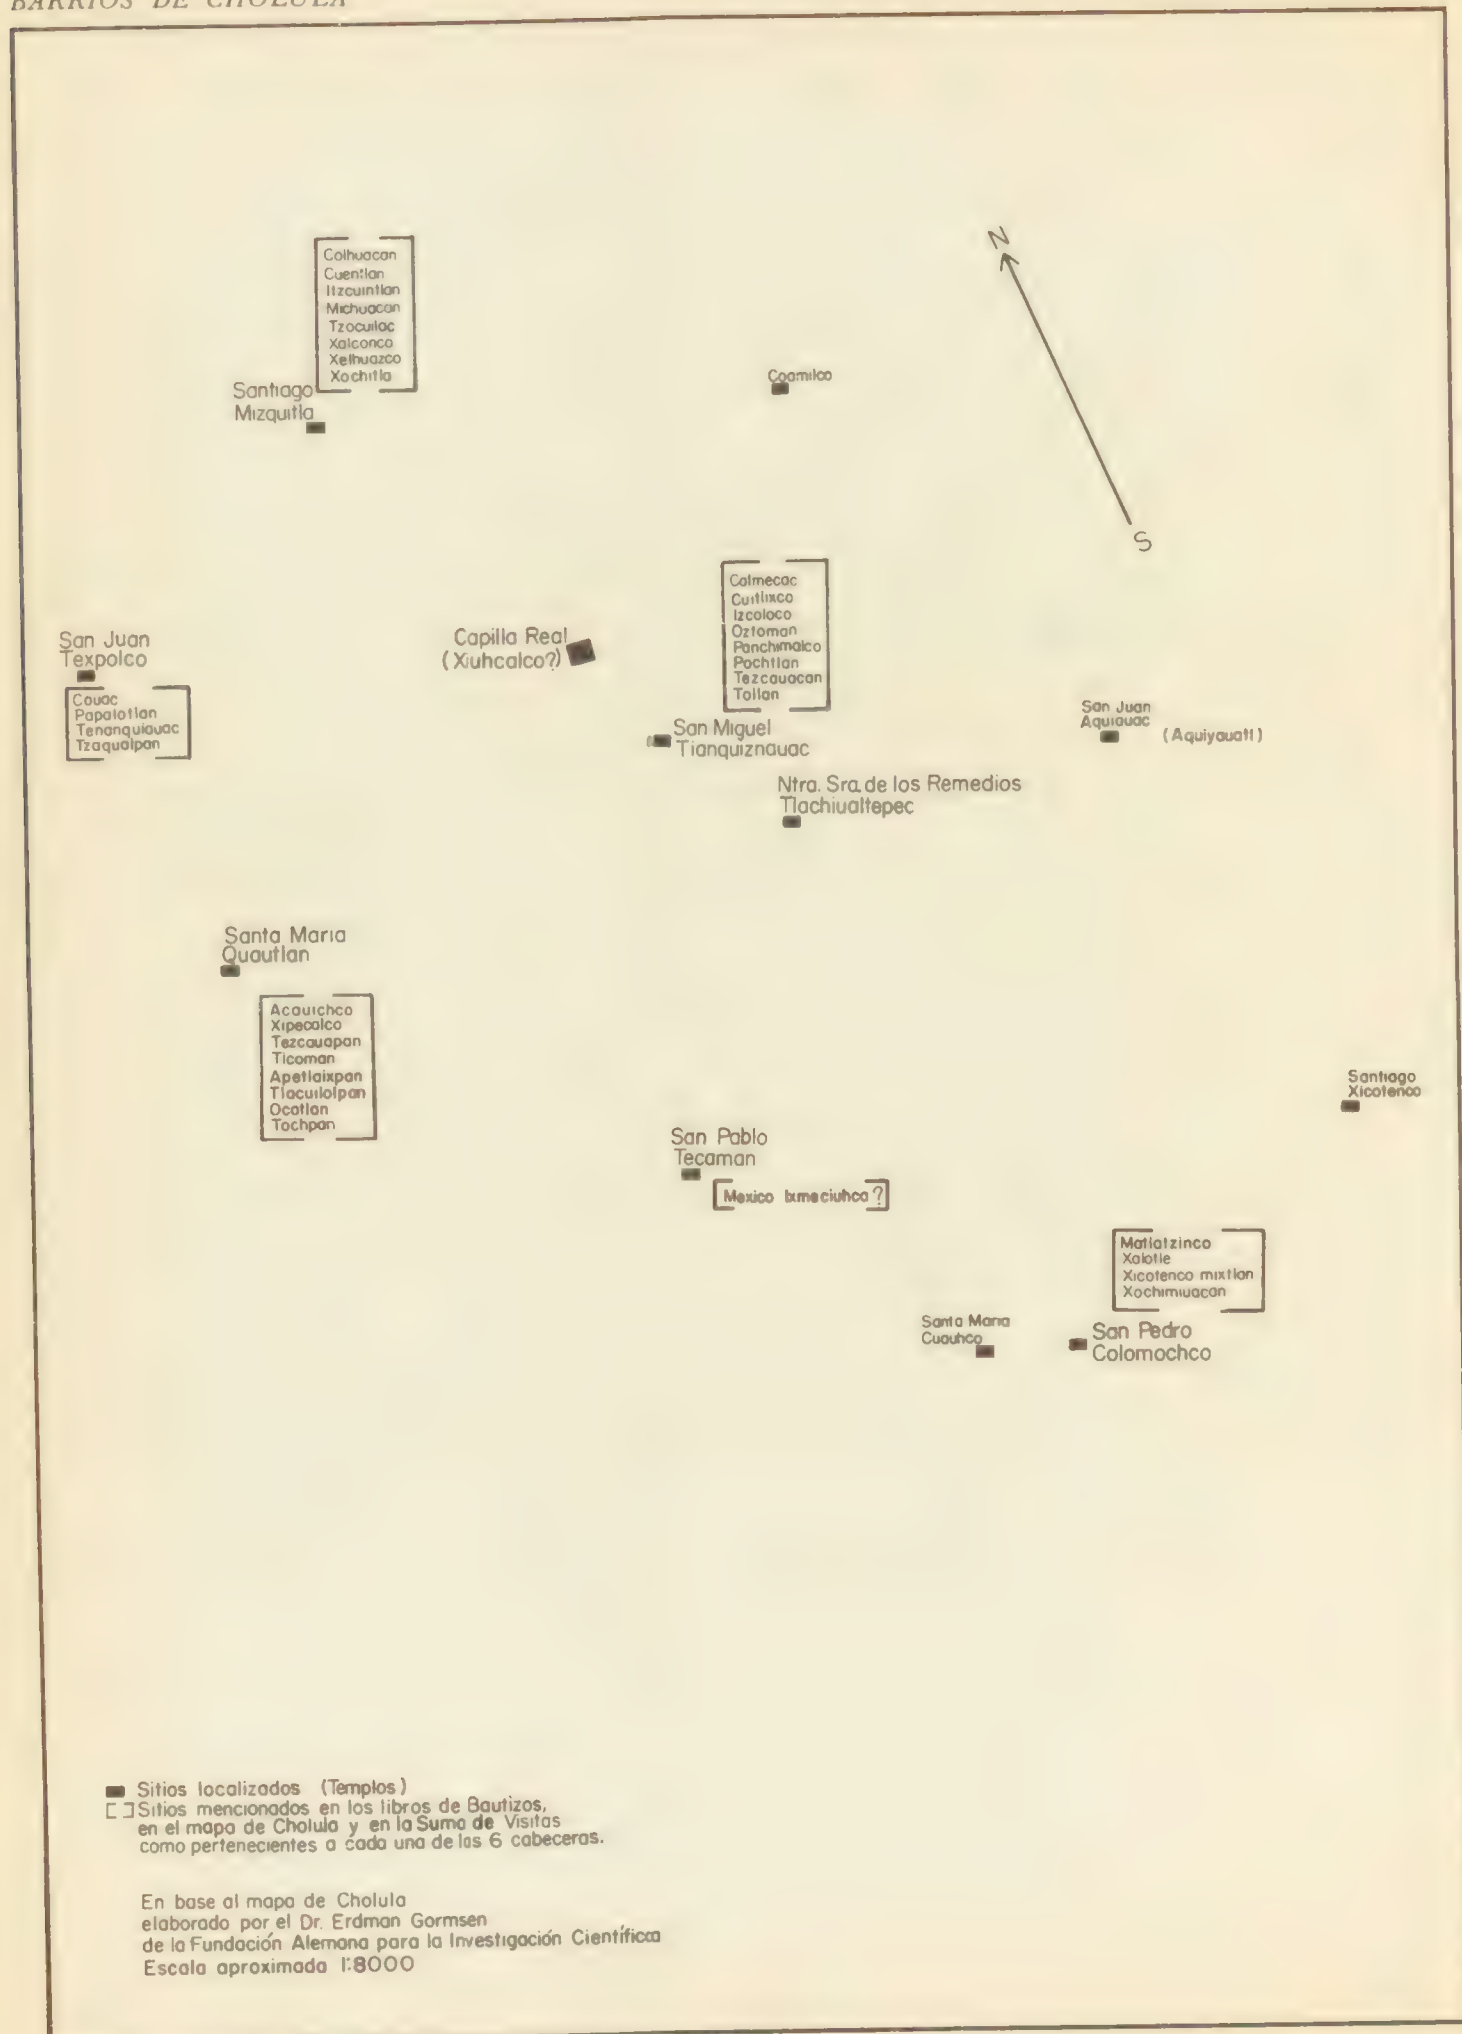 BARRIOS DE CHOLULA
Colhuacan
Cuentlan
Itzcuintlan
Michuacan
Tzocuilac
Xalconco
Xelhuazco
Xochitla
Santiago
Mizquitla
Coamilco
N
S
Calmecac
Cuitlixco
Izcoloco
Oztoman
Panchimalco
Pochtlan
Tezcauacan
Tollan
San Juan
Texpolco
Couac
Papalotlan
Tenanquiauac
Tzaqualpan
Capilla Real
(Xiuhcalco?)
San Miguel
Tianquiznauac
San Juan
Aquiauac
(Aquiyauatl)
Ntra. Sra. de los Remedios
Tlachiualtepec
Santa Maria
Quautlan
Acauichco
Xipecalco
Tezcauapan
Ticoman
Apetlaixpan
Tlacuilolpan
Ocotlan
Tochpan
Santiago
Xicotenco
San Pablo
Tecaman
Mexico Ixmeciuhca?
Matlatzinco
Xalotle
Xicotenco mixtlan
Xochimiuacan
Santa Maria
Cuauhco
San Pedro
Colomochco
Sitios localizados (Templos)
[ ] Sitios mencionados en los libros de Bautizos,
en el mapa de Cholula y en la Suma de Visitas
como pertenecientes a cada una de las 6 cabeceras.
En base al mapa de Cholula
elaborado por el Dr. Erdman Gormsen
de la Fundación Alemana para la Investigación Científica
Escala aproximada 1:8000